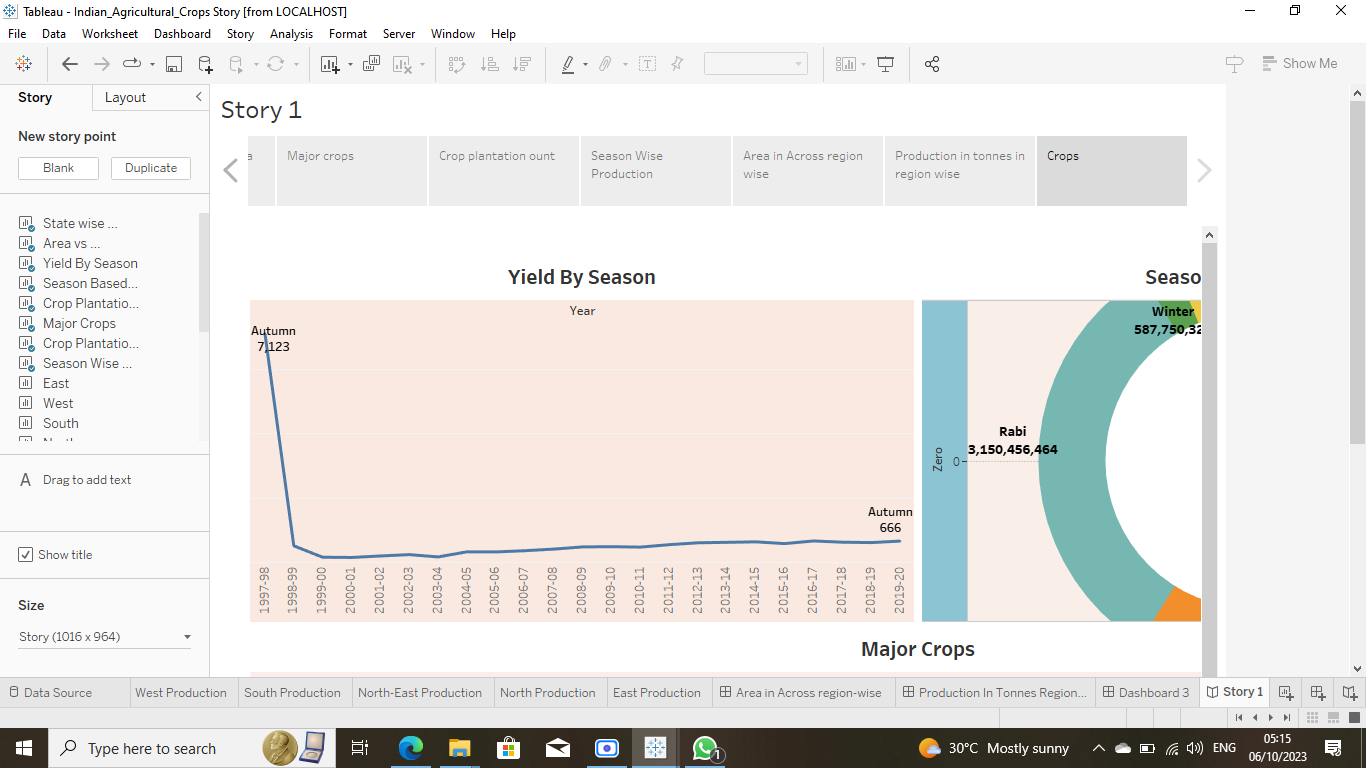 Tableau - Indian_Agricultural_Crops Story [from LOCALHOST]
File Data Worksheet Dashboard Story Analysis Format Server Window Help
Show Me
Story Layout
New story point
Blank Duplicate
State wise ...
Area vs ...
Yield By Season
Season Based...
Crop Plantatio...
Major Crops
Crop Plantatio...
Season Wise ...
East
West
South
A Drag to add text
Show title
Size
Story (1016 x 964)
Story 1
a
Major crops
Crop plantation ount
Season Wise
Production
Area in Across region
wise
Production in tonnes in
region wise
Crops
Yield By Season
Year
Autumn
7,123
Autumn
666
1997-98
1998-99
1999-00
2000-01
2001-02
2002-03
2003-04
2004-05
2005-06
2006-07
2007-08
2008-09
2009-10
2010-11
2011-12
2012-13
2013-14
2014-15
2015-16
2016-17
2017-18
2018-19
2019-20
Seaso
Winter
587,750,32
Rabi
3,150,456,464
Zero
0
Major Crops
Data Source West Production South Production North-East Production North Production East Production Area in Across region-wise Production In Tonnes Region... Dashboard 3 Story 1
Type here to search
1
30°C Mostly sunny
ENG
05:15
06/10/2023